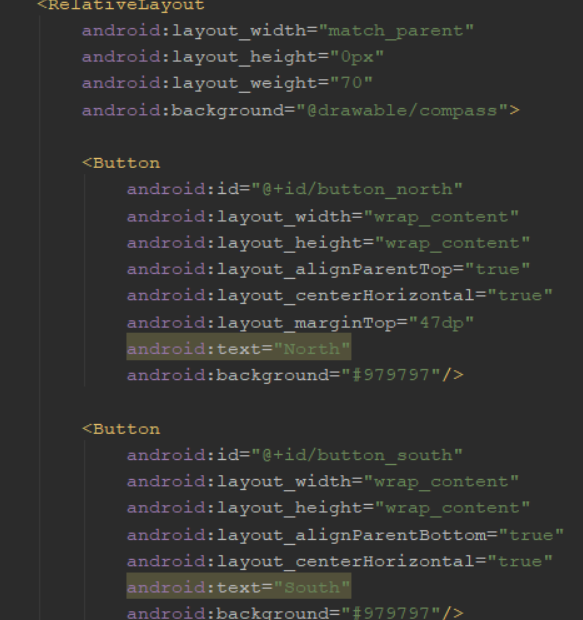 <RelativeLayout
android:layout_width="match_parent"
android:layout_height="0px"
android:layout_weight="70"
android:background="@drawable/compass">
<Button
android:id="@+id/button_north"
android:layout_width="wrap_content"
android:layout_height="wrap_content"
android:layout_alignParentTop="true"
android:layout_centerHorizontal="true"
android:layout_marginTop="47dp"
android:text="North"
android:background="#979797"/>
<Button
android:id="@+id/button_south"
android:layout_width="wrap_content"
android:layout_height="wrap_content"
android:layout_alignParentBottom="true"
android:layout_centerHorizontal="true"
android:text="South"
android:background="#979797"/>